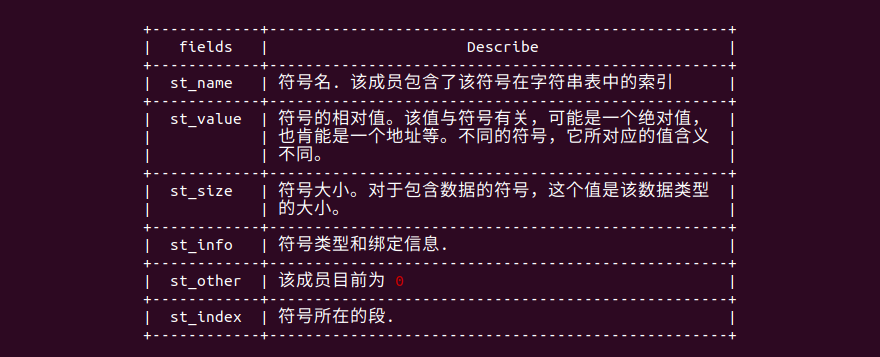 fields Describe
st_name 符号名．该成员包含了该符号在字符串表中的索引
st_value 符号的相对值。该值与符号有关，可能是一个绝对值，
也肯能是一个地址等。不同的符号，它所对应的值含义
不同。
st_size 符号大小。对于包含数据的符号，这个值是该数据类型
的大小。
st_info 符号类型和绑定信息．
st_other 该成员目前为 0
st_index 符号所在的段．